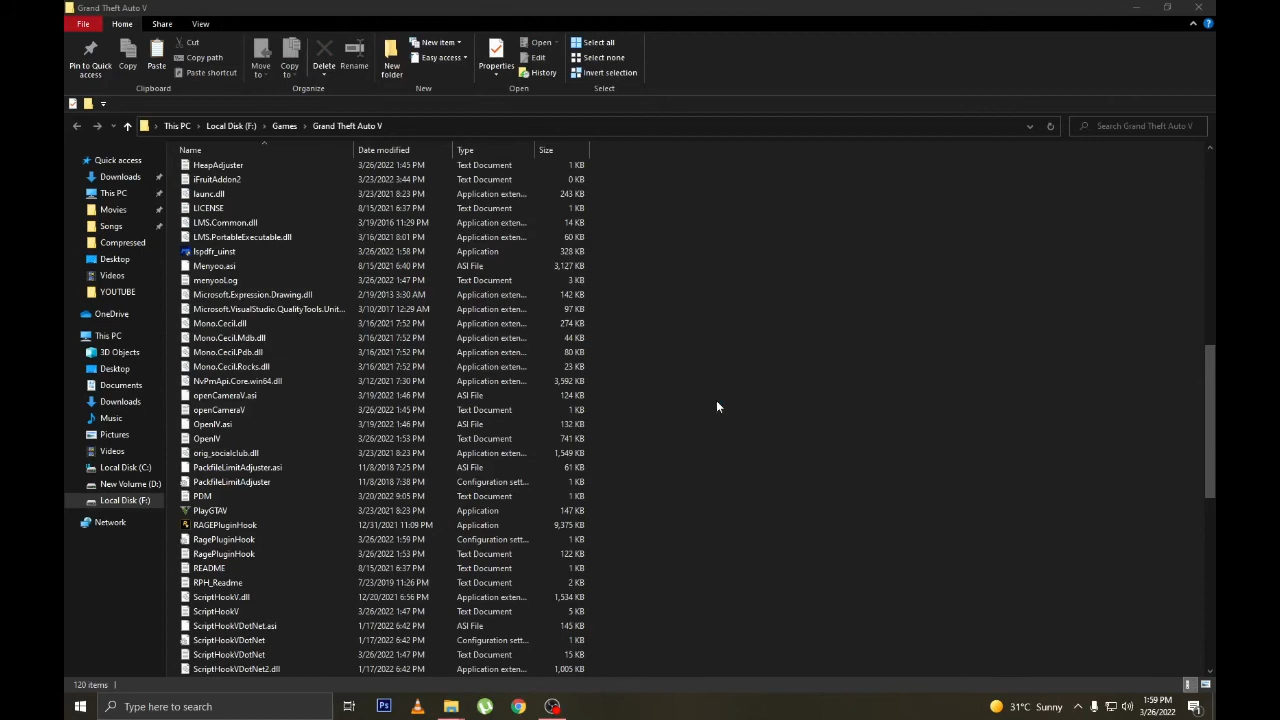 Grand Theft Auto V
File Home Share View
Pin to Quick access
Copy
Paste
Cut
Copy path
Paste shortcut
Clipboard
Move to
Copy to
Delete
Rename
Organize
New folder
New item
Easy access
New
Properties
Open
Edit
History
Open
Select all
Select none
Invert selection
Select
This PC Local Disk (F:) Games Grand Theft Auto V
Search Grand Theft Auto V
Quick access
Downloads
This PC
Movies
Songs
Compressed
Desktop
Videos
YOUTUBE
OneDrive
This PC
3D Objects
Desktop
Documents
Downloads
Music
Pictures
Videos
Local Disk (C:)
New Volume (D:)
Local Disk (F:)
Network
Name Date modified Type Size
HeapAdjuster 3/26/2022 1:45 PM Text Document 1 KB
iFruitAddon2 3/23/2022 3:44 PM Text Document 0 KB
launc.dll 3/23/2021 8:23 PM Application exten... 243 KB
LICENSE 8/15/2021 6:37 PM Text Document 1 KB
LMS.Common.dll 3/19/2016 11:29 PM Application exten... 14 KB
LMS.PortableExecutable.dll 3/16/2021 8:01 PM Application exten... 60 KB
lspdfr_uinst 3/26/2022 1:58 PM Application 328 KB
Menyoo.asi 8/15/2021 6:40 PM ASI File 3,127 KB
menyooLog 3/26/2022 1:47 PM Text Document 3 KB
Microsoft.Expression.Drawing.dll 2/19/2013 3:30 AM Application exten... 142 KB
Microsoft.VisualStudio.QualityTools.Unit... 3/10/2017 12:29 AM Application exten... 97 KB
Mono.Cecil.dll 3/16/2021 7:52 PM Application exten... 274 KB
Mono.Cecil.Mdb.dll 3/16/2021 7:52 PM Application exten... 44 KB
Mono.Cecil.Pdb.dll 3/16/2021 7:52 PM Application exten... 80 KB
Mono.Cecil.Rocks.dll 3/16/2021 7:52 PM Application exten... 23 KB
NvPmApi.Core.win64.dll 3/12/2021 7:30 PM Application exten... 3,592 KB
openCameraV.asi 3/19/2022 1:46 PM ASI File 124 KB
openCameraV 3/26/2022 1:45 PM Text Document 1 KB
OpenIV.asi 3/19/2022 1:46 PM ASI File 132 KB
OpenIV 3/26/2022 1:53 PM Text Document 741 KB
orig_socialclub.dll 3/23/2021 8:23 PM Application exten... 1,549 KB
PackfileLimitAdjuster.asi 11/8/2018 7:25 PM ASI File 61 KB
PackfileLimitAdjuster 11/8/2018 7:38 PM Configuration sett... 1 KB
PDM 3/20/2022 9:05 PM Text Document 1 KB
PlayGTAV 3/23/2021 8:23 PM Application 147 KB
RAGEPluginHook 12/31/2021 11:09 PM Application 9,375 KB
RagePluginHook 3/26/2022 1:59 PM Configuration sett... 1 KB
RagePluginHook 3/26/2022 1:53 PM Text Document 122 KB
README 8/15/2021 6:37 PM Text Document 1 KB
RPH_Readme 7/23/2019 11:26 PM Text Document 2 KB
ScriptHookV.dll 12/20/2021 6:56 PM Application exten... 1,534 KB
ScriptHookV 3/26/2022 1:47 PM Text Document 5 KB
ScriptHookVDotNet.asi 1/17/2022 6:42 PM ASI File 145 KB
ScriptHookVDotNet 1/17/2022 6:42 PM Configuration sett... 1 KB
ScriptHookVDotNet 3/26/2022 1:47 PM Text Document 15 KB
ScriptHookVDotNet2.dll 1/17/2022 6:42 PM Application exten... 1,005 KB
120 items
Type here to search
Ps
31°C Sunny
1:59 PM
3/26/2022